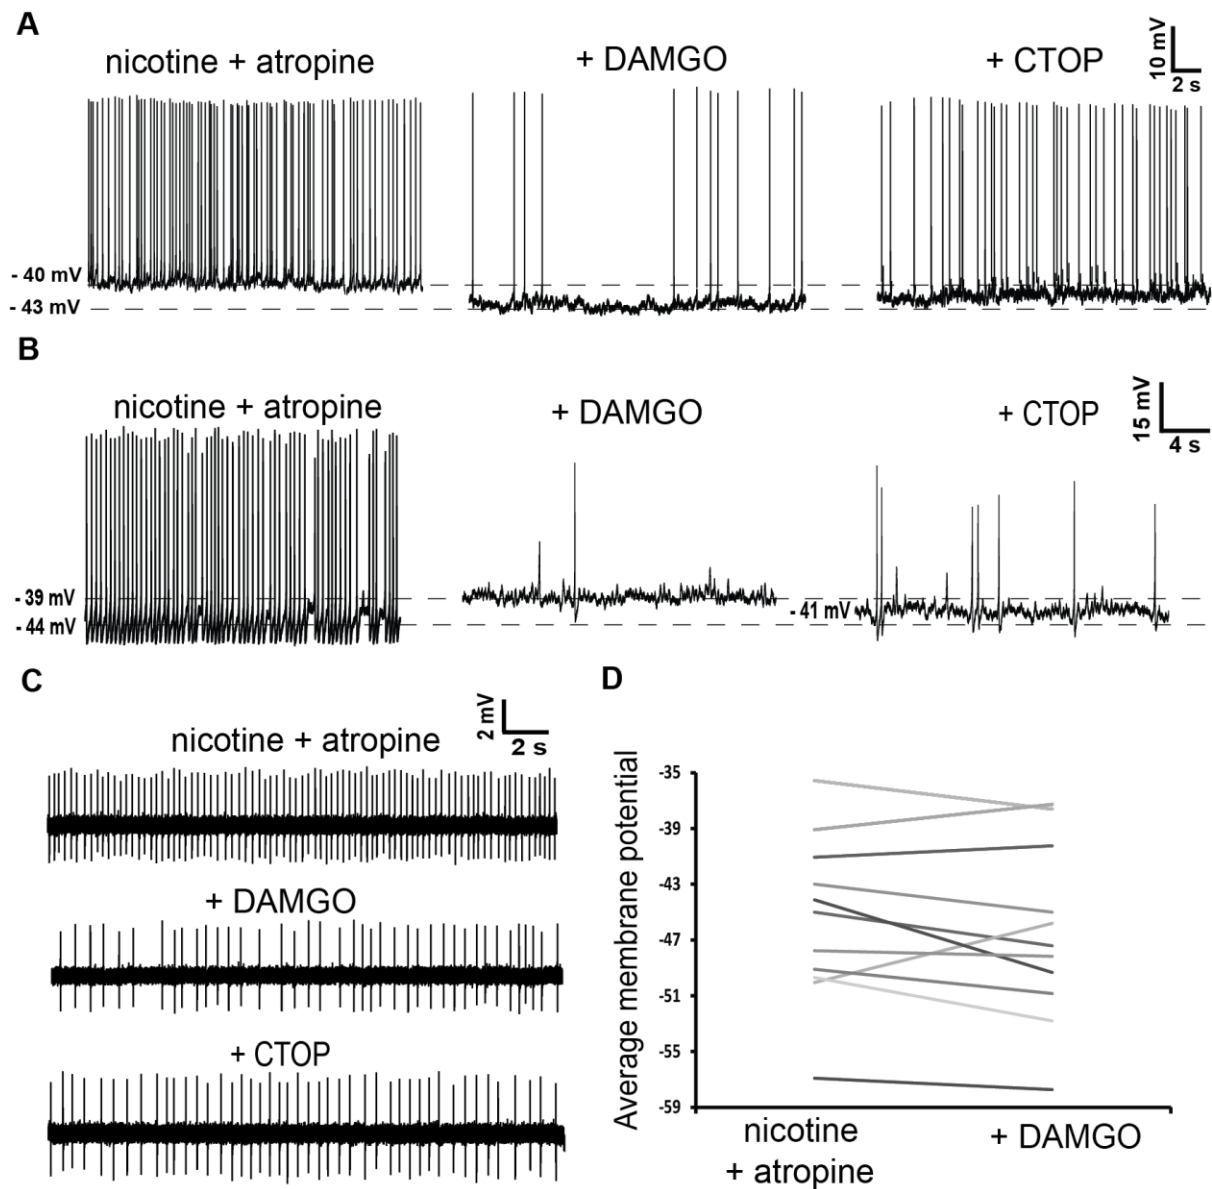 A
nicotine + atropine
+ DAMGO
+ CTOP
10 mV
2 s
- 40 mV
- 43 mV
B
nicotine + atropine
+ DAMGO
+ CTOP
15 mV
4 s
- 39 mV
- 44 mV
- 41 mV
C
nicotine + atropine
2 mV
2 s
+ DAMGO
+ CTOP
D
Average membrane potential
-35
-39
-43
-47
-51
-55
-59
nicotine
+ atropine
+ DAMGO